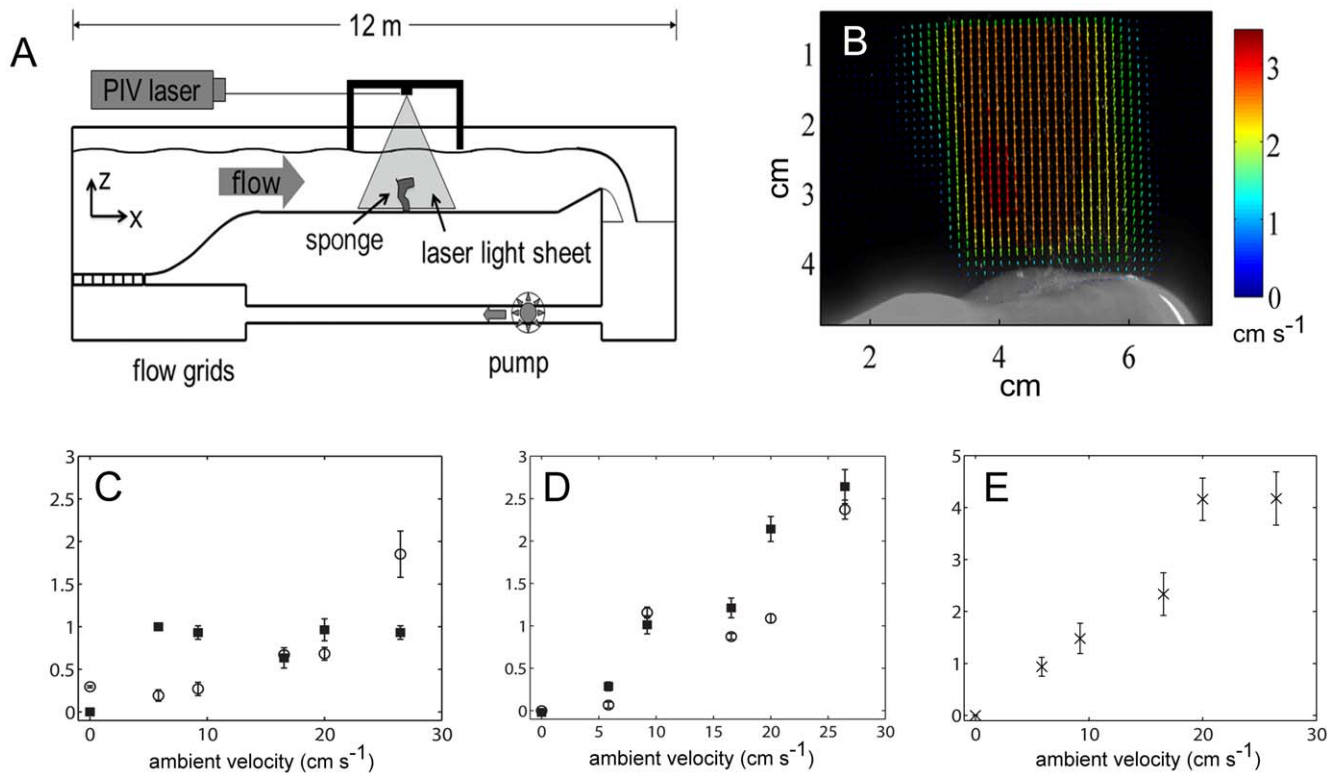 A
12 m
PIV laser
flow
Z
X
sponge
laser light sheet
flow grids
pump
B
1
2
3
4
cm
2
4
6
cm
3
2
1
0
cm s⁻¹
C
3
2.5
2
1.5
1
0.5
0
0
10
20
30
ambient velocity (cm s⁻¹)
D
3
2.5
2
1.5
1
0.5
0
0
5
10
15
20
25
30
ambient velocity (cm s⁻¹)
E
5
4
3
2
1
0
0
10
20
30
ambient velocity (cm s⁻¹)